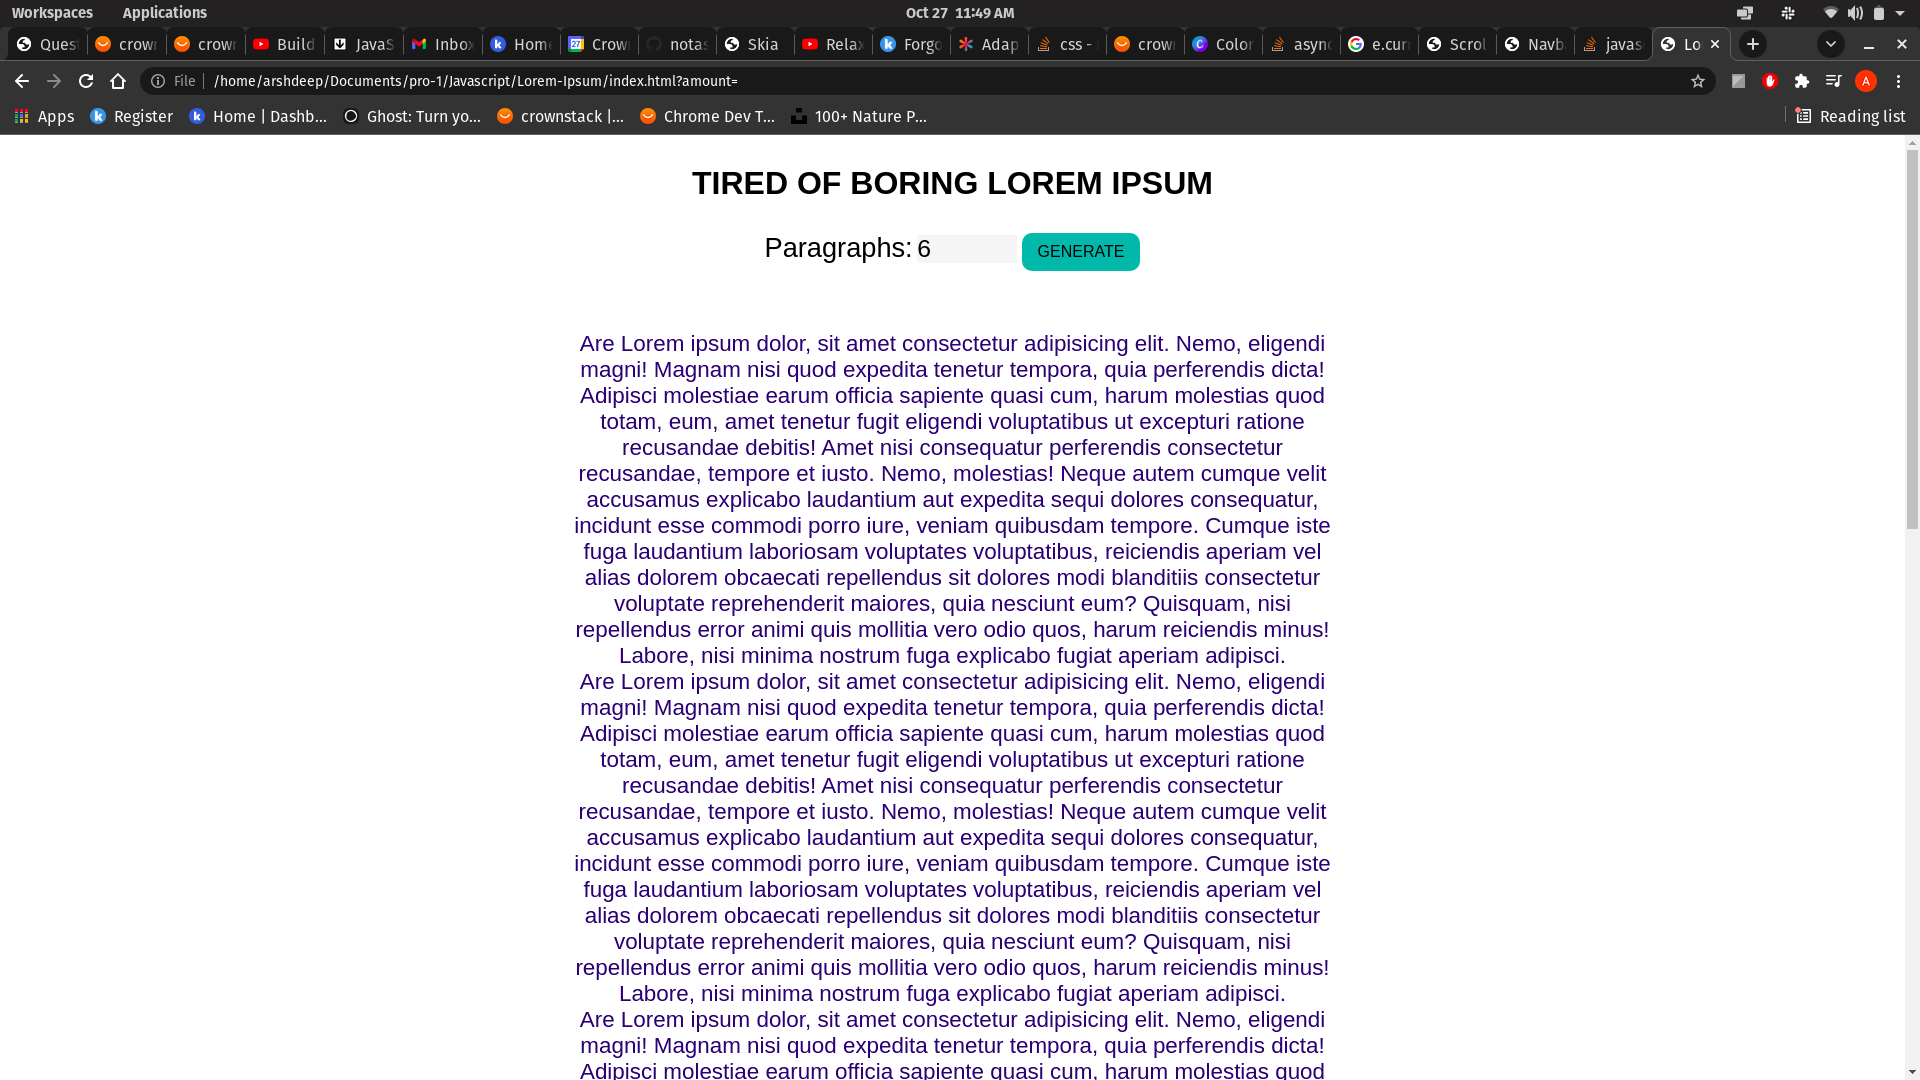 Workspaces Applications Oct 27 11:49 AM
Quest crown crown Build JavaS Inbox Home Crown notas Skia Relax Forgo Adap css - crown Color async e.curr Scroll Navb javas Lo
File /home/arshdeep/Documents/pro-1/Javascript/Lorem-Ipsum/index.html?amount= A
Apps Register Home | Dashb... Ghost: Turn yo... crownstack |... Chrome Dev T... 100+ Nature P... Reading list
TIRED OF BORING LOREM IPSUM
Paragraphs: 6 GENERATE
Are Lorem ipsum dolor, sit amet consectetur adipisicing elit. Nemo, eligendi
magni! Magnam nisi quod expedita tenetur tempora, quia perferendis dicta!
Adipisci molestiae earum officia sapiente quasi cum, harum molestias quod
totam, eum, amet tenetur fugit eligendi voluptatibus ut excepturi ratione
recusandae debitis! Amet nisi consequatur perferendis consectetur
recusandae, tempore et iusto. Nemo, molestias! Neque autem cumque velit
accusamus explicabo laudantium aut expedita sequi dolores consequatur,
incidunt esse commodi porro iure, veniam quibusdam tempore. Cumque iste
fuga laudantium laboriosam voluptates voluptatibus, reiciendis aperiam vel
alias dolorem obcaecati repellendus sit dolores modi blanditiis consectetur
voluptate reprehenderit maiores, quia nesciunt eum? Quisquam, nisi
repellendus error animi quis mollitia vero odio quos, harum reiciendis minus!
Labore, nisi minima nostrum fuga explicabo fugiat aperiam adipisci.
Are Lorem ipsum dolor, sit amet consectetur adipisicing elit. Nemo, eligendi
magni! Magnam nisi quod expedita tenetur tempora, quia perferendis dicta!
Adipisci molestiae earum officia sapiente quasi cum, harum molestias quod
totam, eum, amet tenetur fugit eligendi voluptatibus ut excepturi ratione
recusandae debitis! Amet nisi consequatur perferendis consectetur
recusandae, tempore et iusto. Nemo, molestias! Neque autem cumque velit
accusamus explicabo laudantium aut expedita sequi dolores consequatur,
incidunt esse commodi porro iure, veniam quibusdam tempore. Cumque iste
fuga laudantium laboriosam voluptates voluptatibus, reiciendis aperiam vel
alias dolorem obcaecati repellendus sit dolores modi blanditiis consectetur
voluptate reprehenderit maiores, quia nesciunt eum? Quisquam, nisi
repellendus error animi quis mollitia vero odio quos, harum reiciendis minus!
Labore, nisi minima nostrum fuga explicabo fugiat aperiam adipisci.
Are Lorem ipsum dolor, sit amet consectetur adipisicing elit. Nemo, eligendi
magni! Magnam nisi quod expedita tenetur tempora, quia perferendis dicta!
Adipisci molestiae earum officia sapiente quasi cum, harum molestias quod